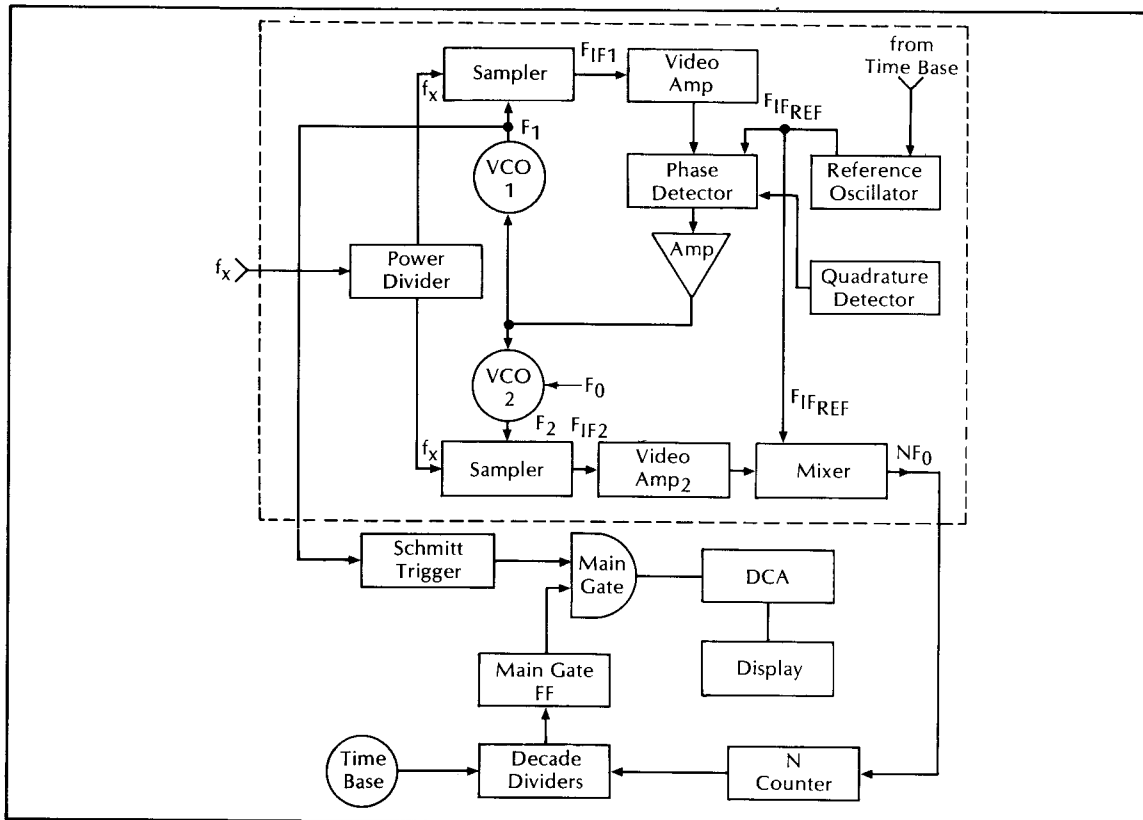 from
Time Base
F_IF1
Sampler
Video
Amp
f_x
F_IF_REF
F_1
VCO
1
Phase
Detector
Reference
Oscillator
Amp
f_x
Power
Divider
Quadrature
Detector
VCO
2
F_0
F_IF_REF
F_2
F_IF2
f_x
Sampler
Video
Amp_2
Mixer
NF_0
Schmitt
Trigger
Main
Gate
DCA
Main Gate
FF
Display
Time
Base
Decade
Dividers
N
Counter